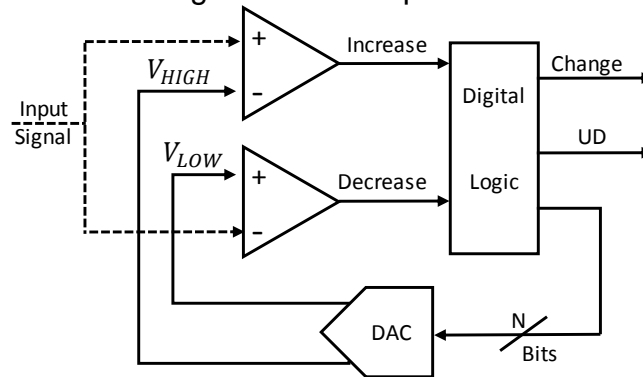 +
Increase
V_HIGH
-
Input
Signal
Digital
Logic
Change
UD
V_LOW
+
Decrease
-
DAC
N
Bits